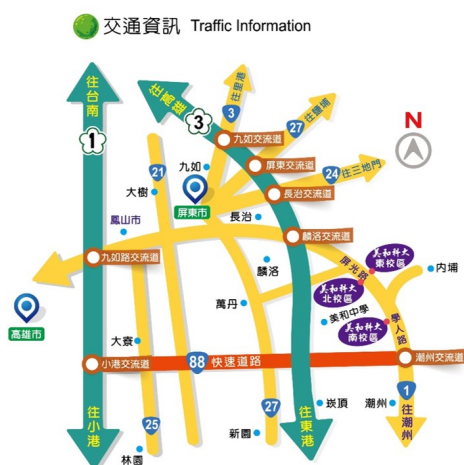 交通資訊 Traffic Information
往台南
往高雄
往里港
往鹽埔
1
3
3
27
九如交流道
N
屏東交流道
24
往三地門
21
九如
大樹
屏東市
長治交流道
鳳山市
長治
麟洛交流道
九如路交流道
麟洛
屏光路
美和科大
東校區
內埔
美和科大
北校區
高雄市
萬丹
美和中學
美和科大
南校區
學人路
大寮
小港交流道
88
快速道路
潮州交流道
1
往小港
25
27
往東港
崁頂
潮州
往潮州
新園
林園